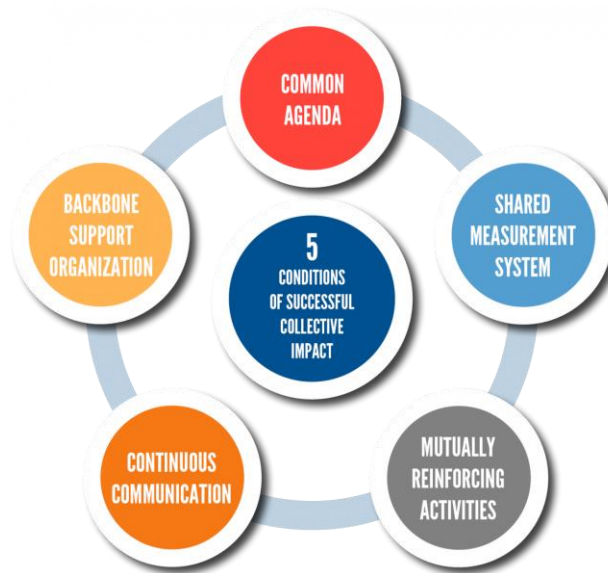 COMMON
AGENDA
SHARED
MEASUREMENT
SYSTEM
MUTUALLY
REINFORCING
ACTIVITIES
CONTINUOUS
COMMUNICATION
BACKBONE
SUPPORT
ORGANIZATION
5
CONDITIONS
OF SUCCESSFUL
COLLECTIVE
IMPACT